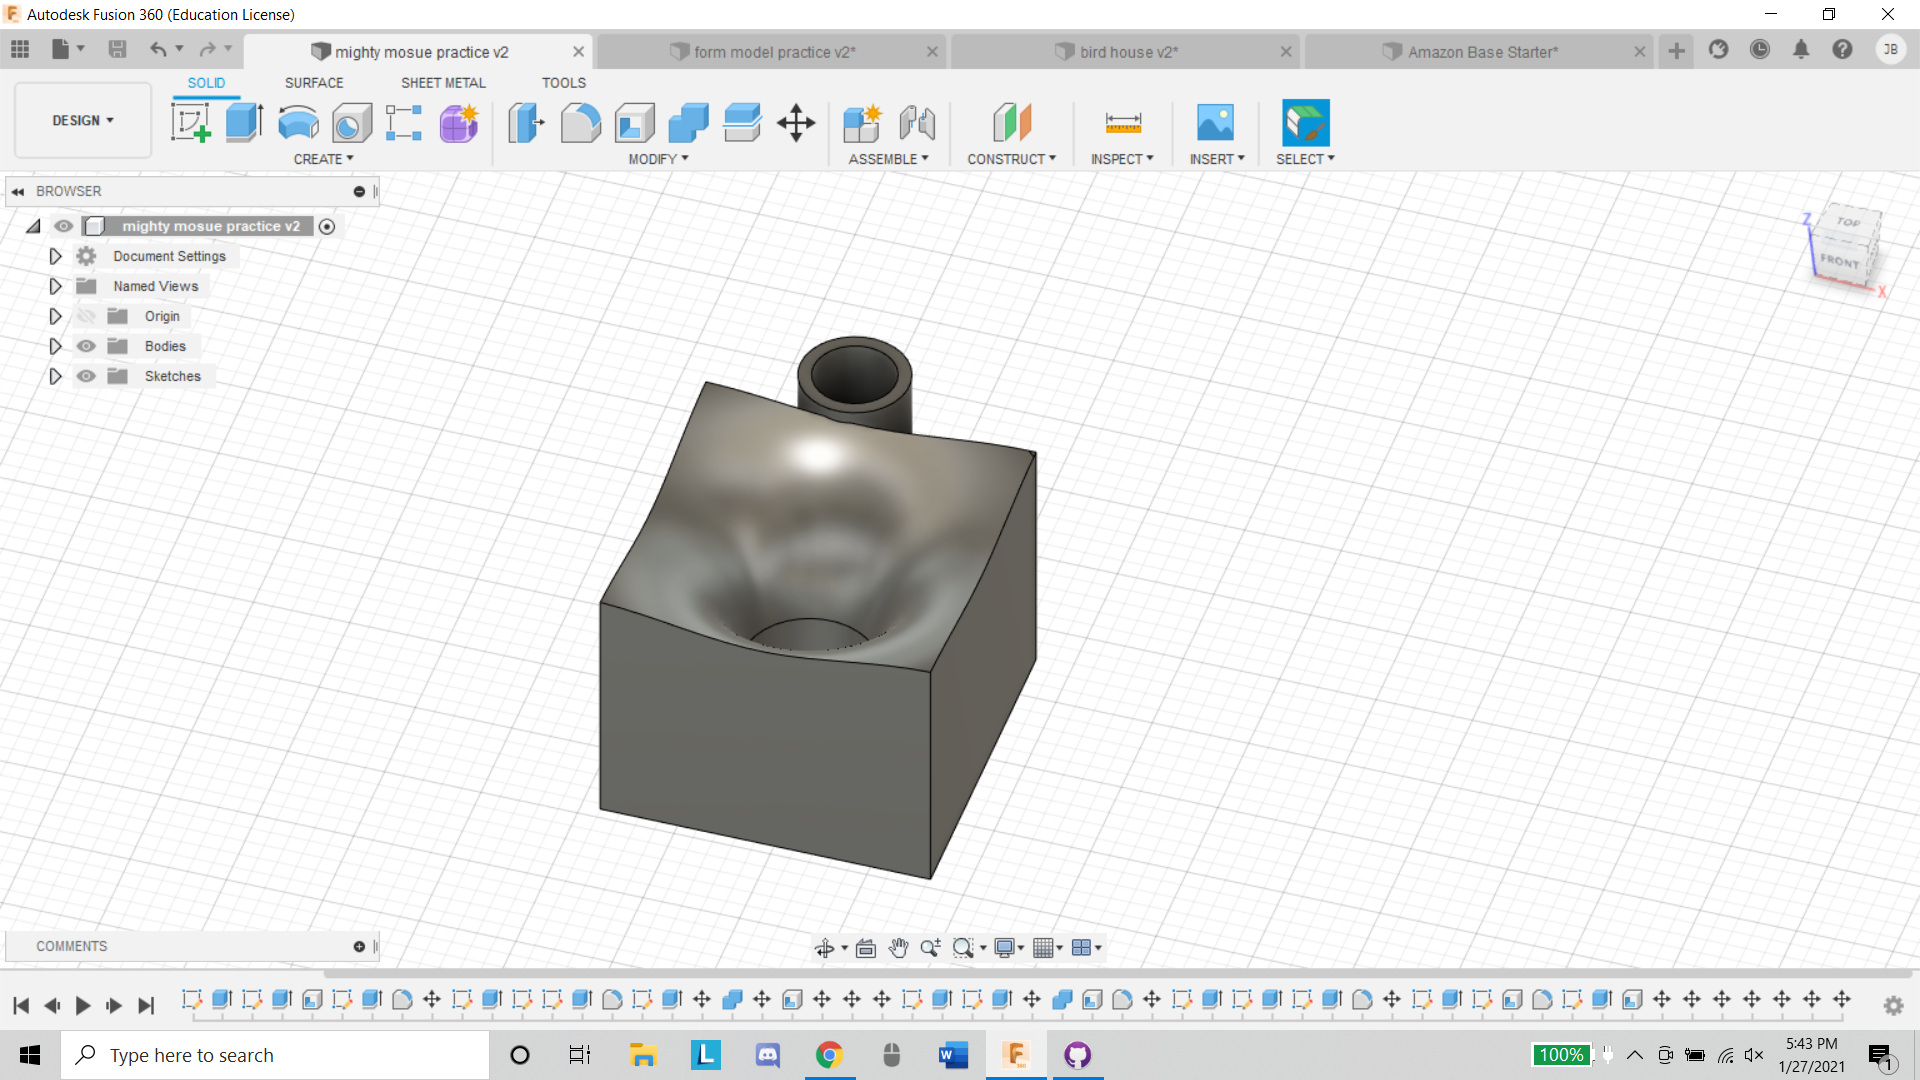 Autodesk Fusion 360 (Education License)
mighty mosue practice v2
form model practice v2*
bird house v2*
Amazon Base Starter*
JB
SOLID
SURFACE
SHEET METAL
TOOLS
DESIGN
CREATE
MODIFY
ASSEMBLE
CONSTRUCT
INSPECT
INSERT
SELECT
BROWSER
mighty mosue practice v2
Document Settings
Named Views
Origin
Bodies
Sketches
Z
TOP
FRONT
X
COMMENTS
Type here to search
100%
5:43 PM
1/27/2021
1